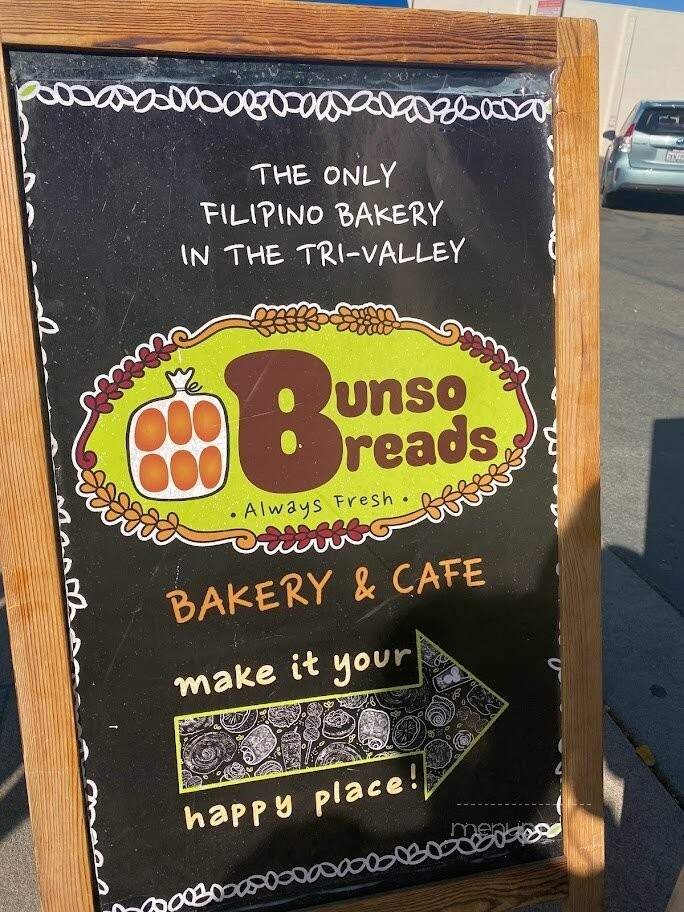 THE ONLY
FILIPINO BAKERY
IN THE TRI-VALLEY
Bunso
Breads
• Always Fresh •
BAKERY & CAFE
make it your
happy place!